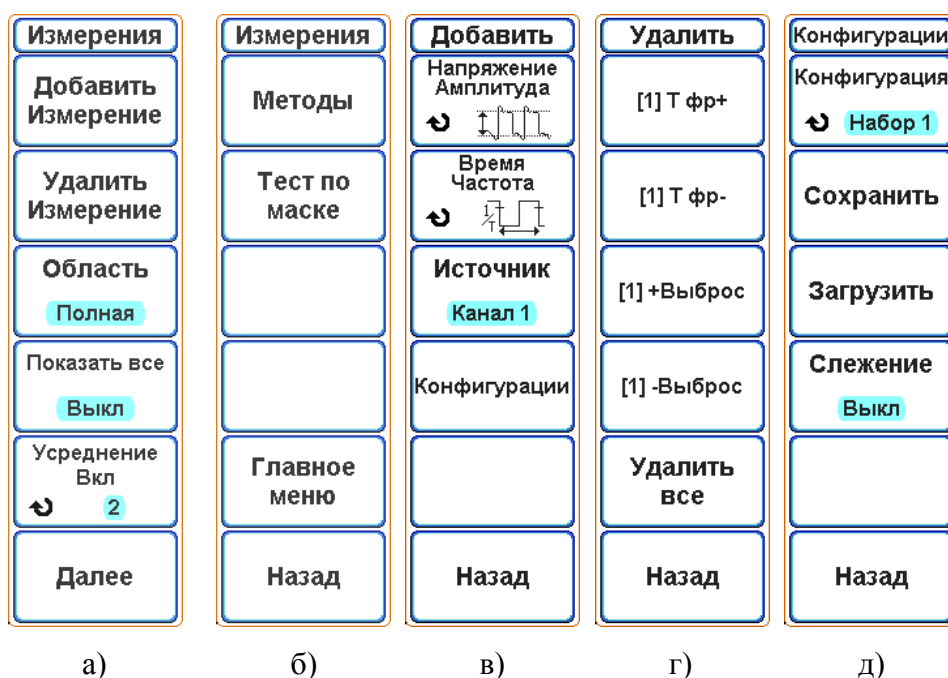 Измерения
Добавить
Измерение
Удалить
Измерение
Область
Полная
Показать все
Выкл
Усреднение
Вкл
2
Далее
Измерения
Методы
Тест по
маске
Главное
меню
Назад
Добавить
Напряжение
Амплитуда
Время
Частота
1/T
Источник
Канал 1
Конфигурации
Назад
Удалить
[1] Т фр+
[1] Т фр-
[1] +Выброс
[1] -Выброс
Удалить
все
Назад
Конфигурации
Конфигурация
Набор 1
Сохранить
Загрузить
Слежение
Выкл
Назад
а) б) в) г) д)